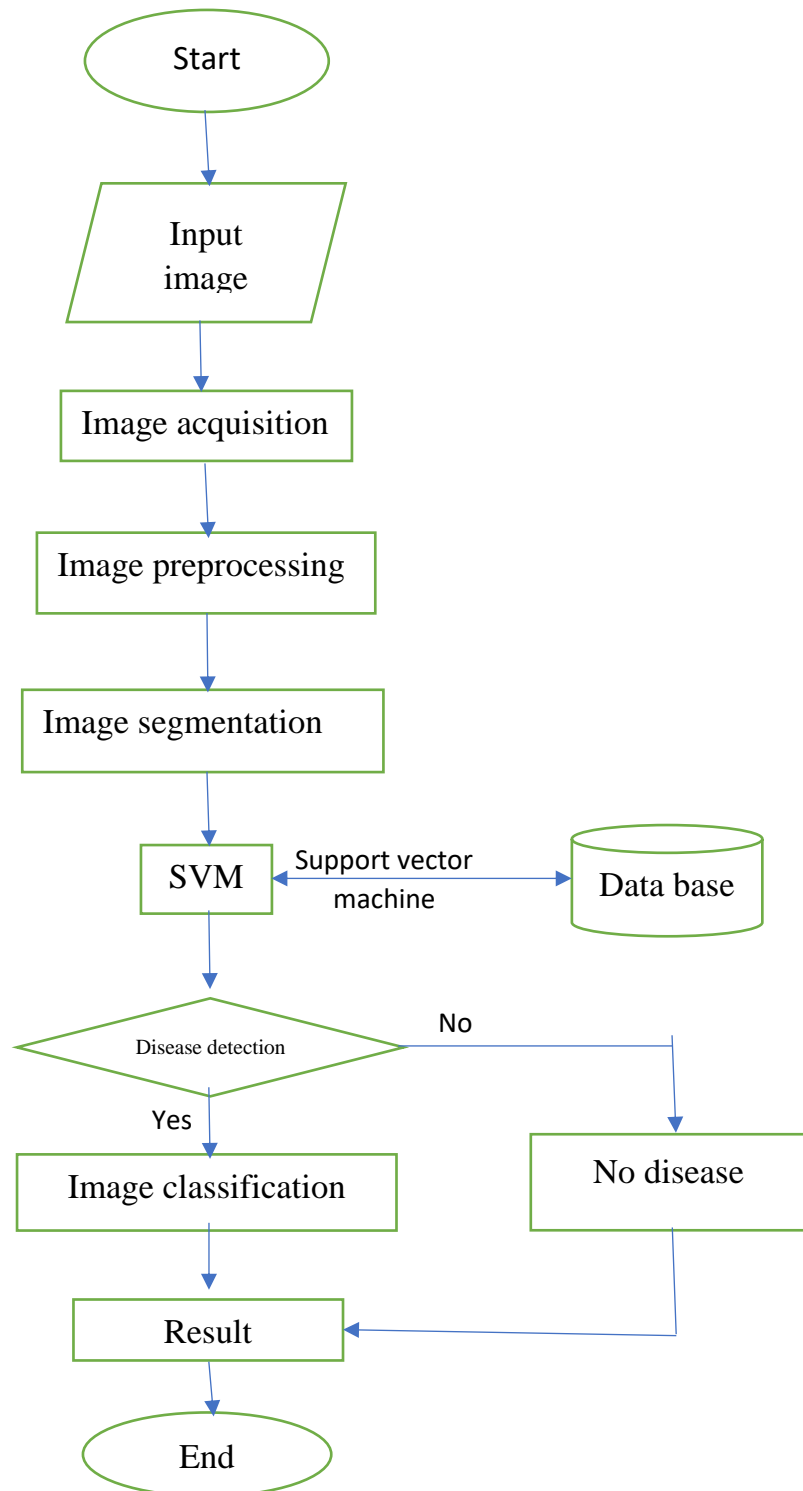 Start
Input
image
Image acquisition
Image preprocessing
Image segmentation
SVM
Support vector
machine
Data base
Disease detection
No
Yes
Image classification
No disease
Result
End